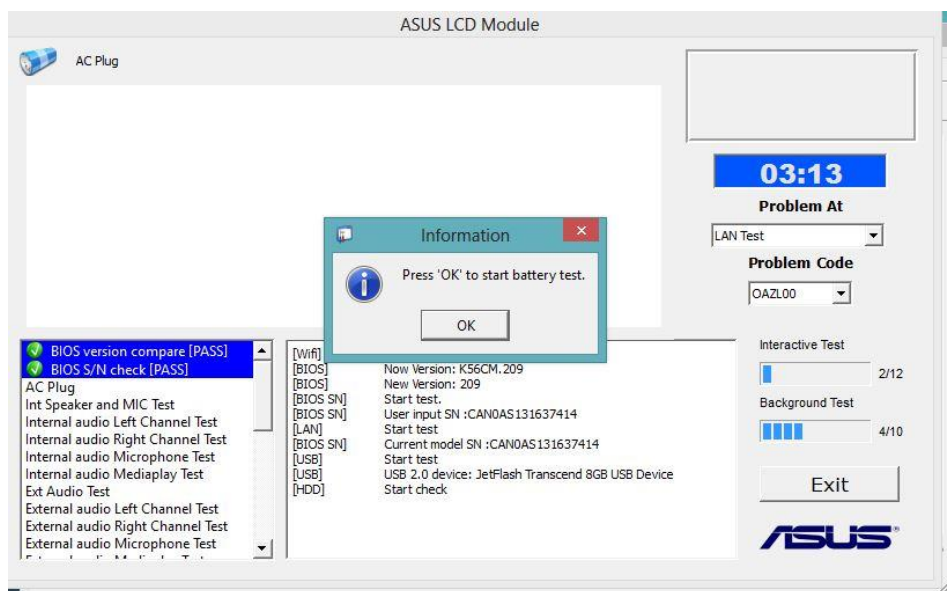 ASUS LCD Module
AC Plug
03:13
Problem At
LAN Test
Problem Code
OAZL00
Information
Press 'OK' to start battery test.
OK
BIOS version compare [PASS]
BIOS S/N check [PASS]
AC Plug
Int Speaker and MIC Test
Internal audio Left Channel Test
Internal audio Right Channel Test
Internal audio Microphone Test
Internal audio Mediaplay Test
Ext Audio Test
External audio Left Channel Test
External audio Right Channel Test
External audio Microphone Test
[Wifi]
[BIOS] Now Version: K56CM.209
[BIOS] New Version: 209
[BIOS SN] Start test.
[BIOS SN] User input SN :CAN0AS131637414
[LAN] Start test
[BIOS SN] Current model SN :CAN0AS131637414
[USB] Start test
[USB] USB 2.0 device: JetFlash Transcend 8GB USB Device
[HDD] Start check
Interactive Test
2/12
Background Test
4/10
Exit
ASUS